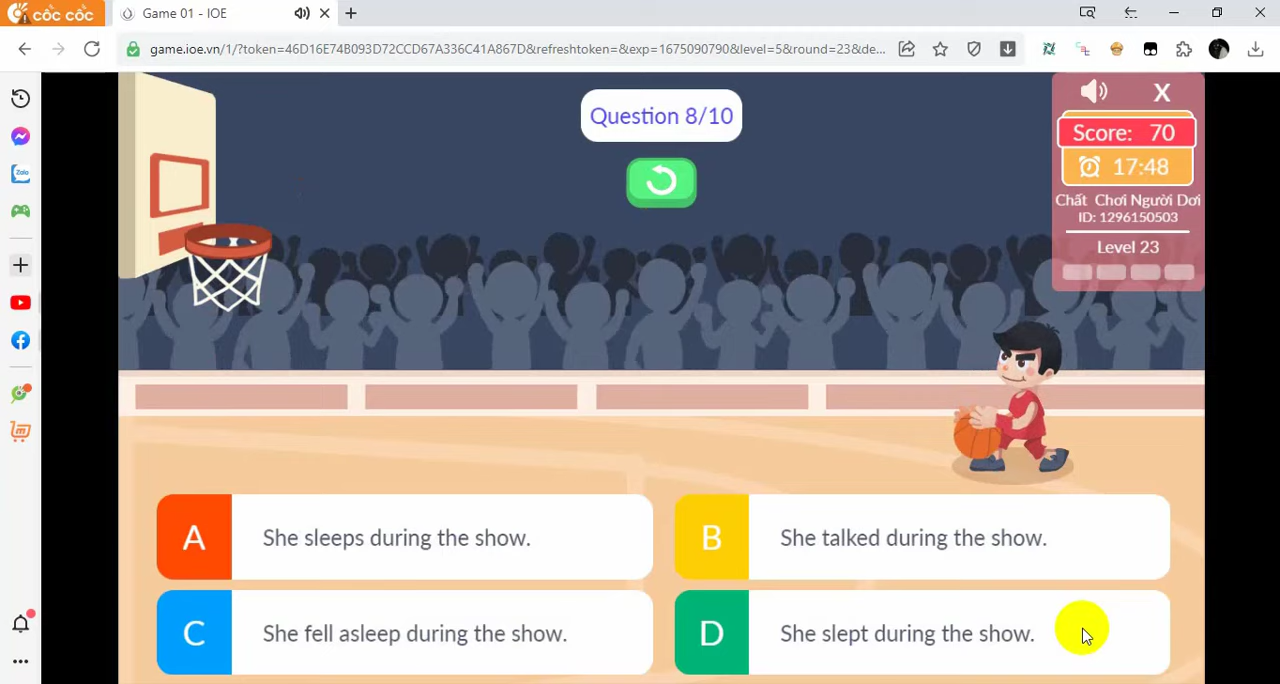 cốc cốc
Game 01 - IOE
game.ioe.vn/1/?token=46D16E74B093D72CCD67A336C41A867D&refreshtoken=&exp=1675090790&level=5&round=23&de...
Zalo
Question 8/10
X
Score: 70
17:48
Chất Chơi Người Dơi
ID: 1296150503
Level 23
A
She sleeps during the show.
B
She talked during the show.
C
She fell asleep during the show.
D
She slept during the show.